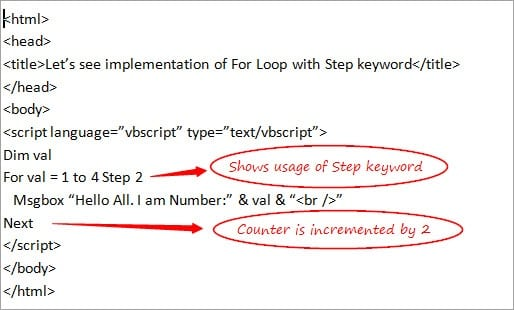 <html>
<head>
<title>Let’s see implementation of For Loop with Step keyword</title>
</head>
<body>
<script language=”vbscript” type=”text/vbscript”>
Dim val
For val = 1 to 4 Step 2
Shows usage of Step keyword
Msgbox “Hello All. I am Number:” & val & “<br />”
Next
Counter is incremented by 2
</script>
</body>
</html>